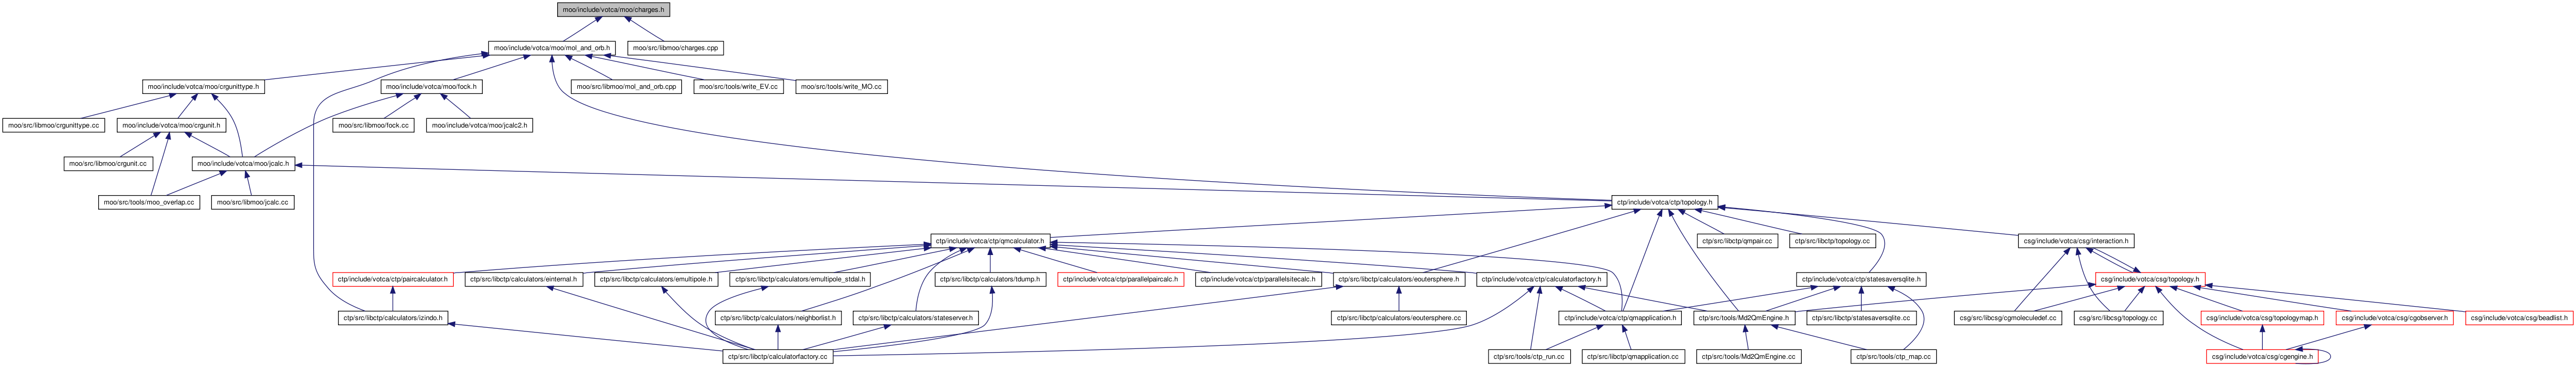 moo/include/votca/moo/charges.h
moo/include/votca/moo/mol_and_orb.h
moo/src/libmoo/charges.cpp
moo/include/votca/moo/crgunittype.h
moo/include/votca/moo/fock.h
moo/src/libmoo/mol_and_orb.cpp
moo/src/tools/write_EV.cc
moo/src/tools/write_MO.cc
moo/src/libmoo/crgunittype.cc
moo/include/votca/moo/crgunit.h
moo/src/libmoo/fock.cc
moo/include/votca/moo/jcalc2.h
moo/src/libmoo/crgunit.cc
moo/include/votca/moo/jcalc.h
moo/src/tools/moo_overlap.cc
moo/src/libmoo/jcalc.cc
ctp/include/votca/ctp/topology.h
ctp/include/votca/ctp/qmcalculator.h
ctp/src/libctp/qmpair.cc
ctp/src/libctp/topology.cc
csg/include/votca/csg/interaction.h
ctp/include/votca/ctp/paircalculator.h
ctp/src/libctp/calculators/einternal.h
ctp/src/libctp/calculators/emultipole.h
ctp/src/libctp/calculators/emultipole_stdal.h
ctp/src/libctp/calculators/tdump.h
ctp/include/votca/ctp/parallelpaircalc.h
ctp/include/votca/ctp/parallelsitecalc.h
ctp/src/libctp/calculators/eoutersphere.h
ctp/include/votca/ctp/calculatorfactory.h
ctp/include/votca/ctp/statesaversqlite.h
csg/include/votca/csg/topology.h
ctp/src/libctp/calculators/izindo.h
ctp/src/libctp/calculators/neighborlist.h
ctp/src/libctp/calculators/stateserver.h
ctp/src/libctp/calculators/eoutersphere.cc
ctp/include/votca/ctp/qmapplication.h
ctp/src/tools/Md2QmEngine.h
ctp/src/libctp/statesaversqlite.cc
csg/src/libcsg/cgmoleculedef.cc
csg/src/libcsg/topology.cc
csg/include/votca/csg/topologymap.h
csg/include/votca/csg/cgobserver.h
csg/include/votca/csg/beadlist.h
ctp/src/libctp/calculatorfactory.cc
ctp/src/tools/ctp_run.cc
ctp/src/libctp/qmapplication.cc
ctp/src/tools/Md2QmEngine.cc
ctp/src/tools/ctp_map.cc
csg/include/votca/csg/cgengine.h